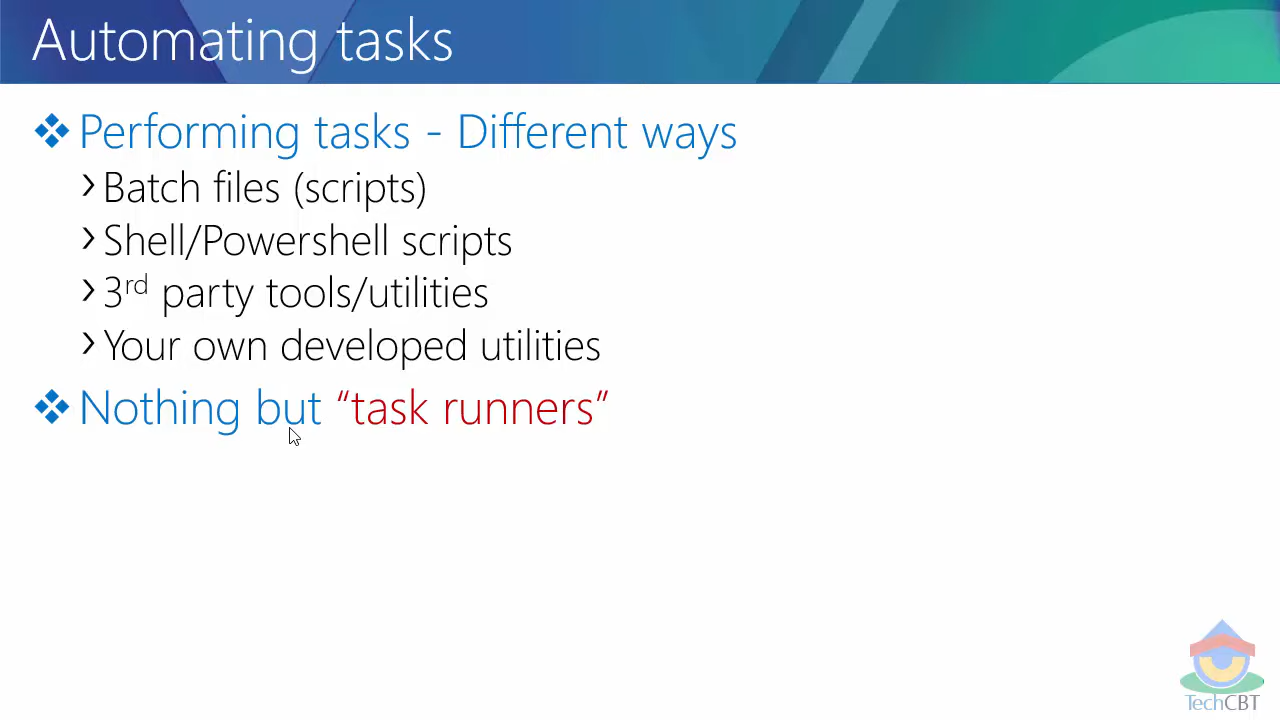 Automating tasks
Performing tasks - Different ways
Batch files (scripts)
Shell/Powershell scripts
3rd party tools/utilities
Your own developed utilities
Nothing but “task runners”
TechCBT